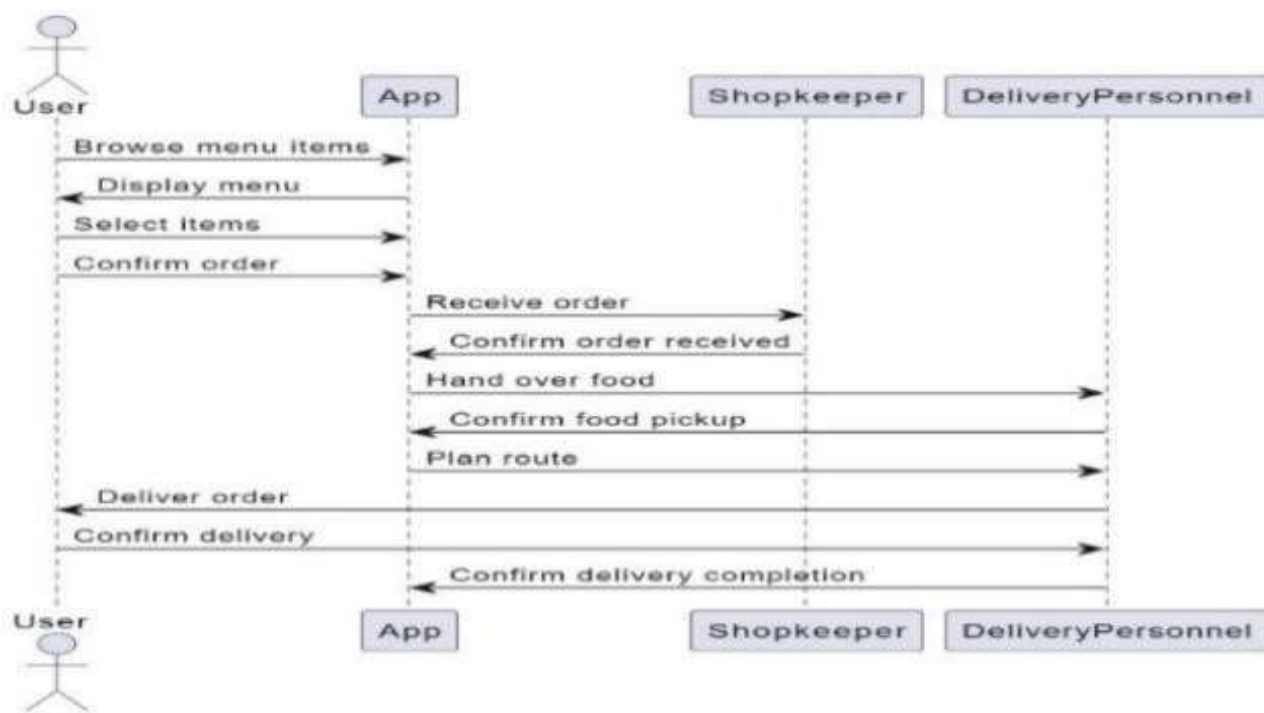 User
App
Shopkeeper
DeliveryPersonnel
Browse menu items
Display menu
Select items
Confirm order
Receive order
Confirm order received
Hand over food
Confirm food pickup
Plan route
Deliver order
Confirm delivery
Confirm delivery completion
User
App
Shopkeeper
DeliveryPersonnel